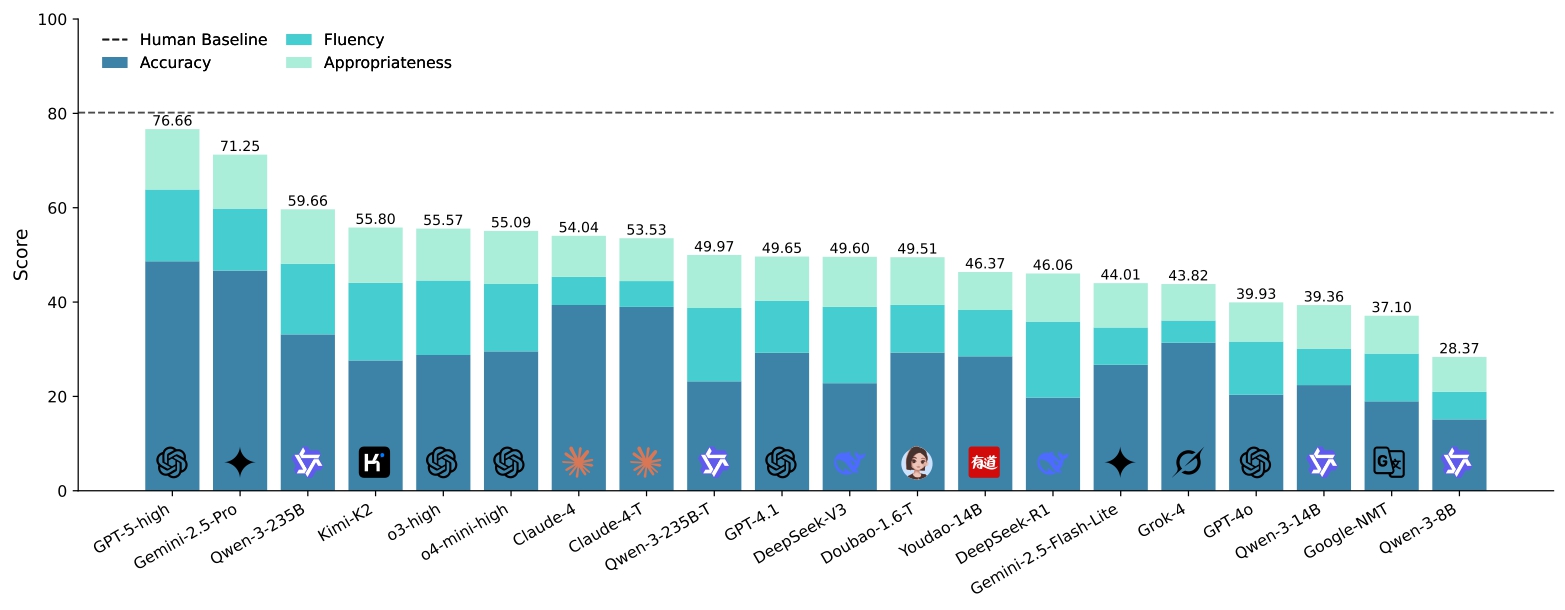 100
80
60
40
20
0
Score
Human Baseline
Accuracy
Fluency
Appropriateness
76.66
71.25
59.66
55.80
55.57
55.09
54.04
53.53
49.97
49.65
49.60
49.51
46.37
46.06
44.01
43.82
39.93
39.36
37.10
28.37
K
有道
G文
GPT-5-high
Gemini-2.5-Pro
Qwen-3-235B
Kimi-K2
o3-high
o4-mini-high
Claude-4
Claude-4-T
Qwen-3-235B-T
GPT-4.1
DeepSeek-V3
Doubao-1.6-T
Youdao-14B
DeepSeek-R1
Gemini-2.5-Flash-Lite
Grok-4
GPT-4o
Qwen-3-14B
Google-NMT
Qwen-3-8B